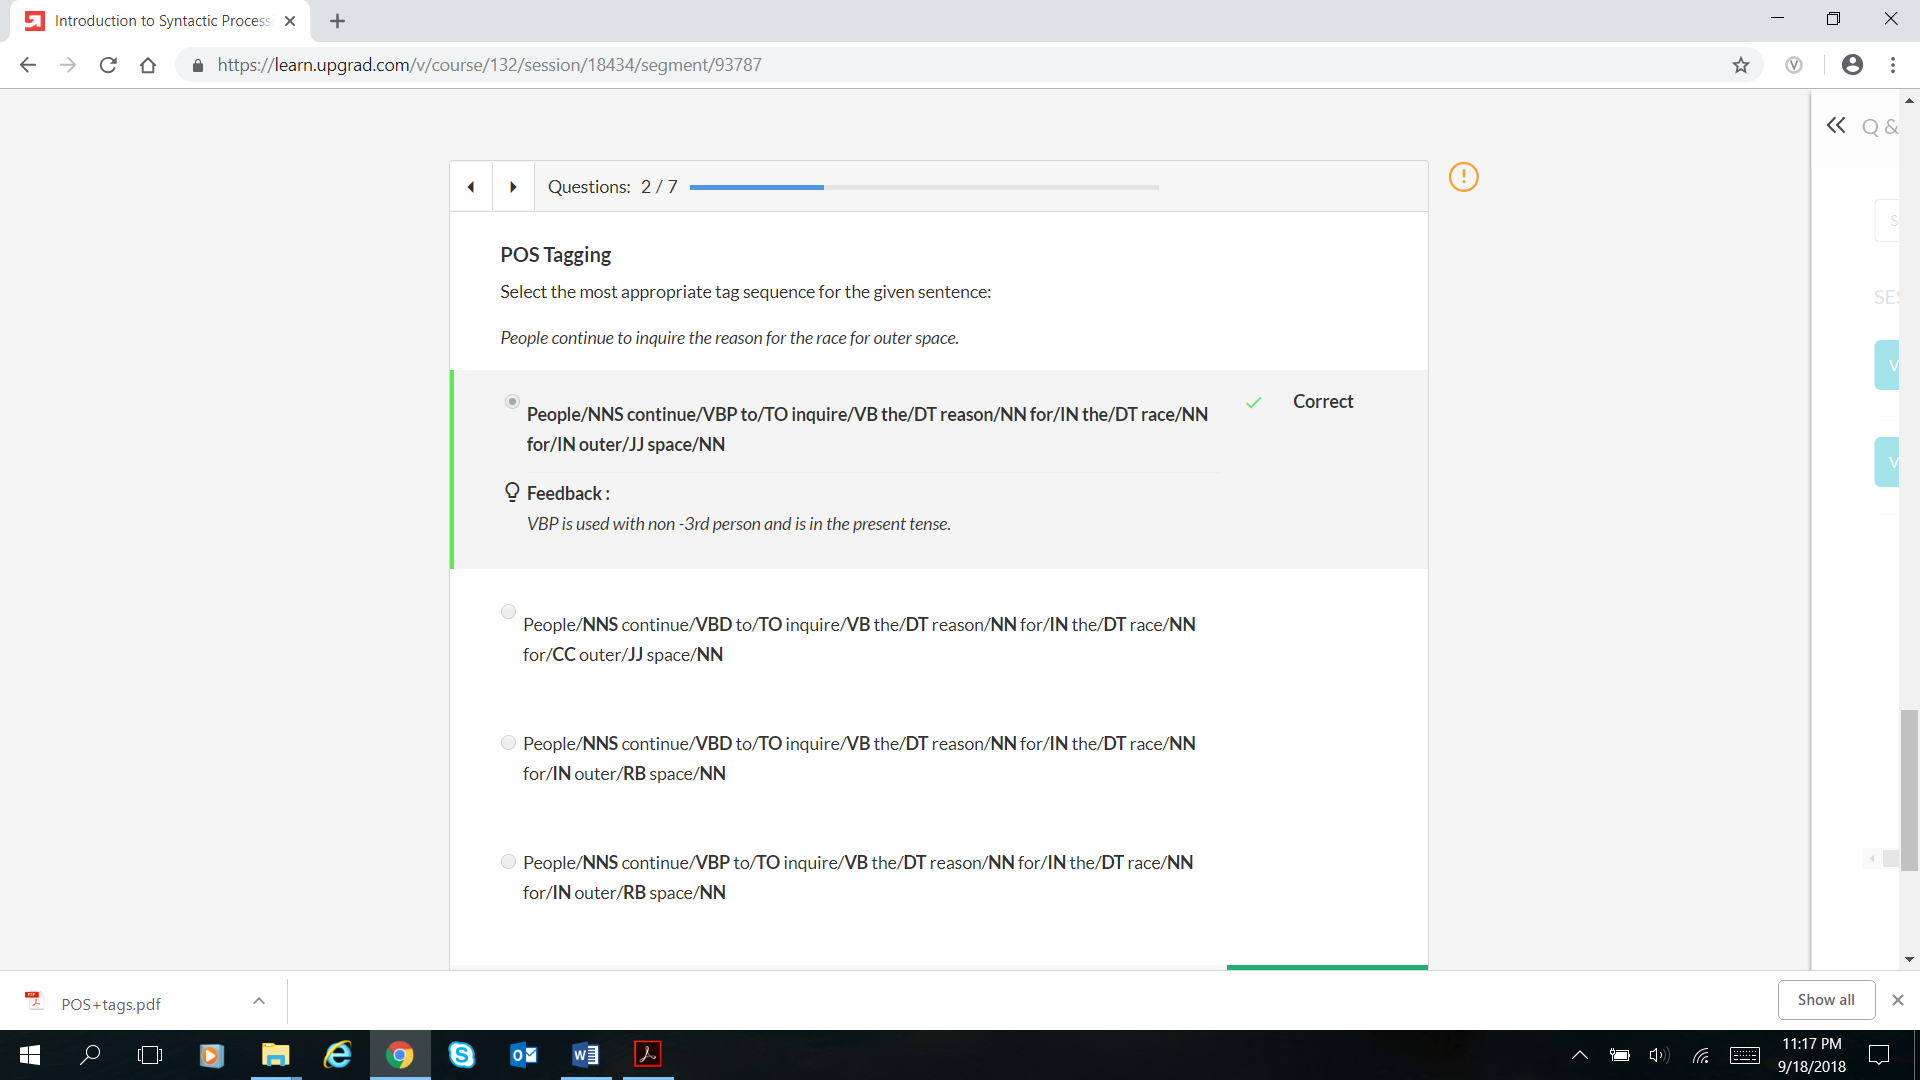 Introduction to Syntactic Process
https://learn.upgrad.com/v/course/132/session/18434/segment/93787
Q &
Questions: 2 / 7
S
SES
V
V
POS Tagging
Select the most appropriate tag sequence for the given sentence:
People continue to inquire the reason for the race for outer space.
People/NNS continue/VBP to/TO inquire/VB the/DT reason/NN for/IN the/DT race/NN
for/IN outer/JJ space/NN
Correct
Feedback :
VBP is used with non -3rd person and is in the present tense.
People/NNS continue/VBD to/TO inquire/VB the/DT reason/NN for/IN the/DT race/NN
for/CC outer/JJ space/NN
People/NNS continue/VBD to/TO inquire/VB the/DT reason/NN for/IN the/DT race/NN
for/IN outer/RB space/NN
People/NNS continue/VBP to/TO inquire/VB the/DT reason/NN for/IN the/DT race/NN
for/IN outer/RB space/NN
POS+tags.pdf
Show all
11:17 PM
9/18/2018